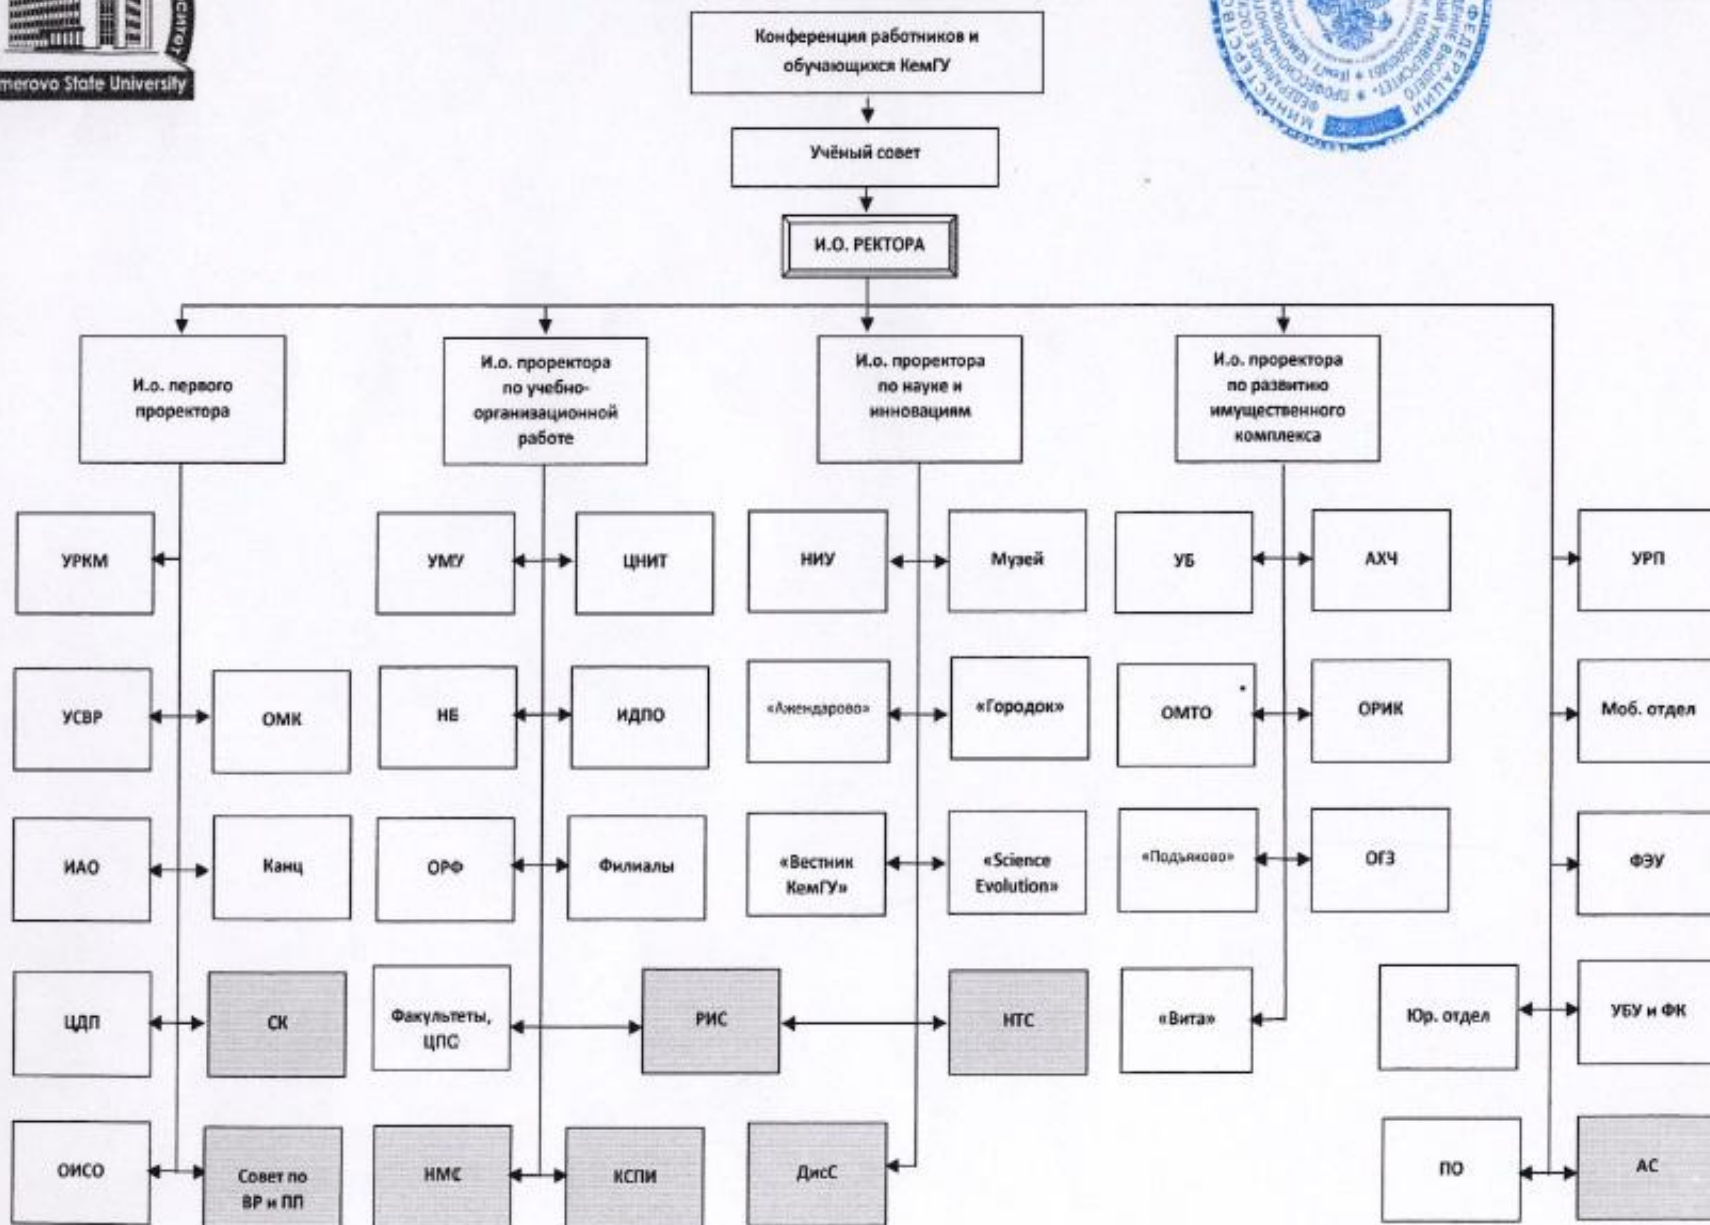 Kemerovo State University
Конференция работников и
обучающихся КемГУ
Учёный совет
И.О. РЕКТОРА
И.о. первого
проректора
И.о. проректора
по учебно-
организационной
работе
И.о. проректора
по науке и
инновациям
И.о. проректора
по развитию
имущественного
комплекса
УРКМ
УМУ
ЦНИТ
НИУ
Музей
УБ
АХЧ
УРП
УСВР
ОМК
НБ
ИДПО
«Ажендарово»
«Городок»
ОМТО
ОРИК
Моб. отдел
ИАО
Канц
ОРФ
Филиалы
«Вестник
КемГУ»
«Science
Evolution»
«Подъяково»
ОГЗ
ФЭУ
ЦДП
СК
Факультеты,
ЦПС
РИС
НТС
«Вита»
Юр. отдел
УБУ и ФК
ОИСО
Совет по
ВР и ПП
НМС
КСПИ
ДисС
ПО
АС